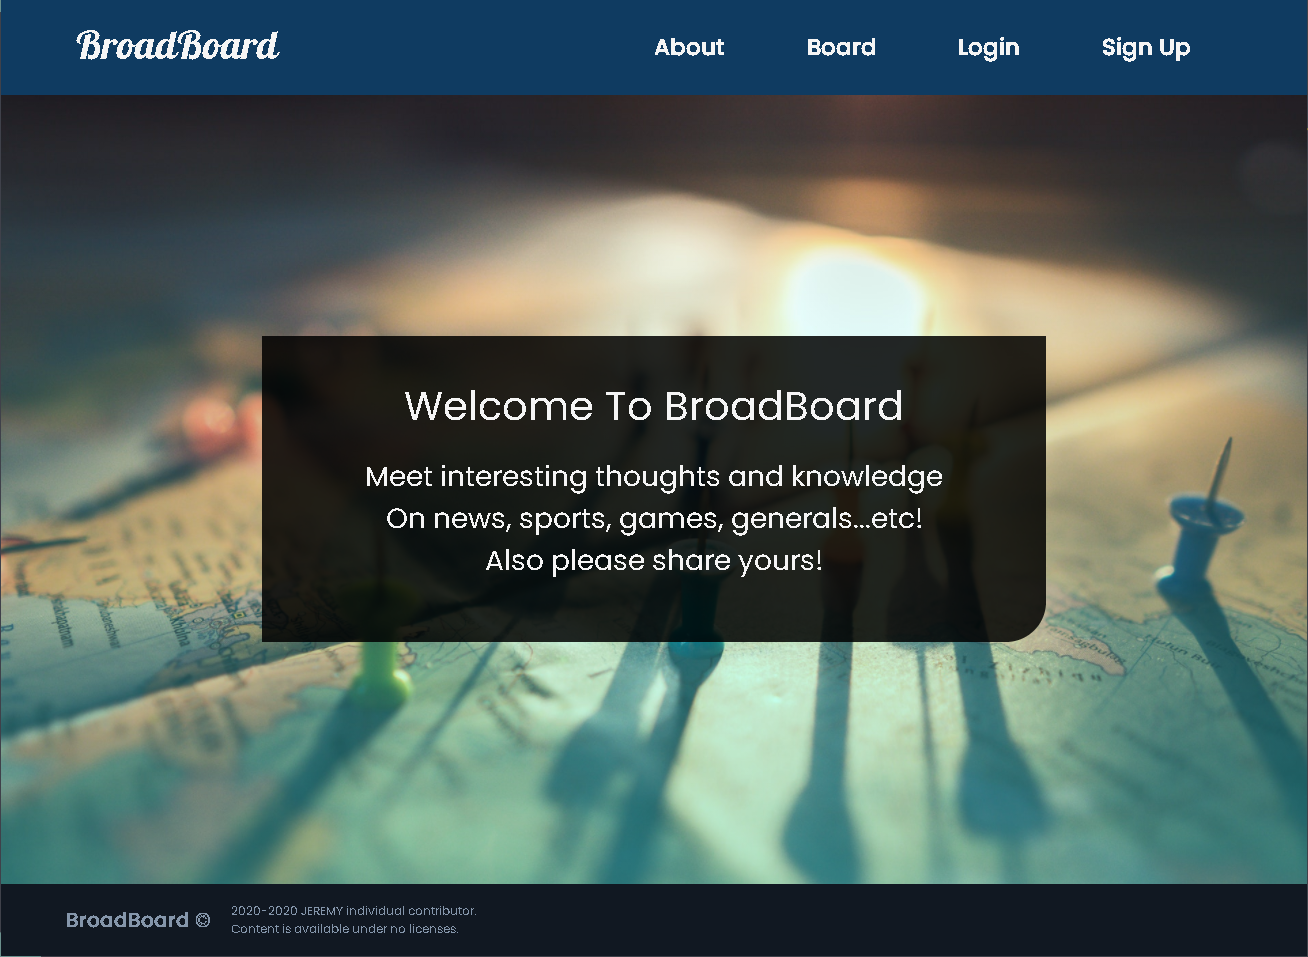 BroadBoard
About Board Login Sign Up
Welcome To BroadBoard
Meet interesting thoughts and knowledge
On news, sports, games, generals...etc!
Also please share yours!
BroadBoard ©
2020-2020 JEREMY individual contributor.
Content is available under no licenses.